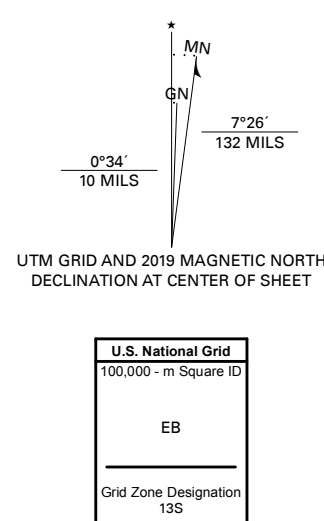 ★
MN
GN
7°26´
132 MILS
0°34´
10 MILS
UTM GRID AND 2019 MAGNETIC NORTH
DECLINATION AT CENTER OF SHEET
U.S. National Grid
100,000 - m Square ID
EB
Grid Zone Designation
13S